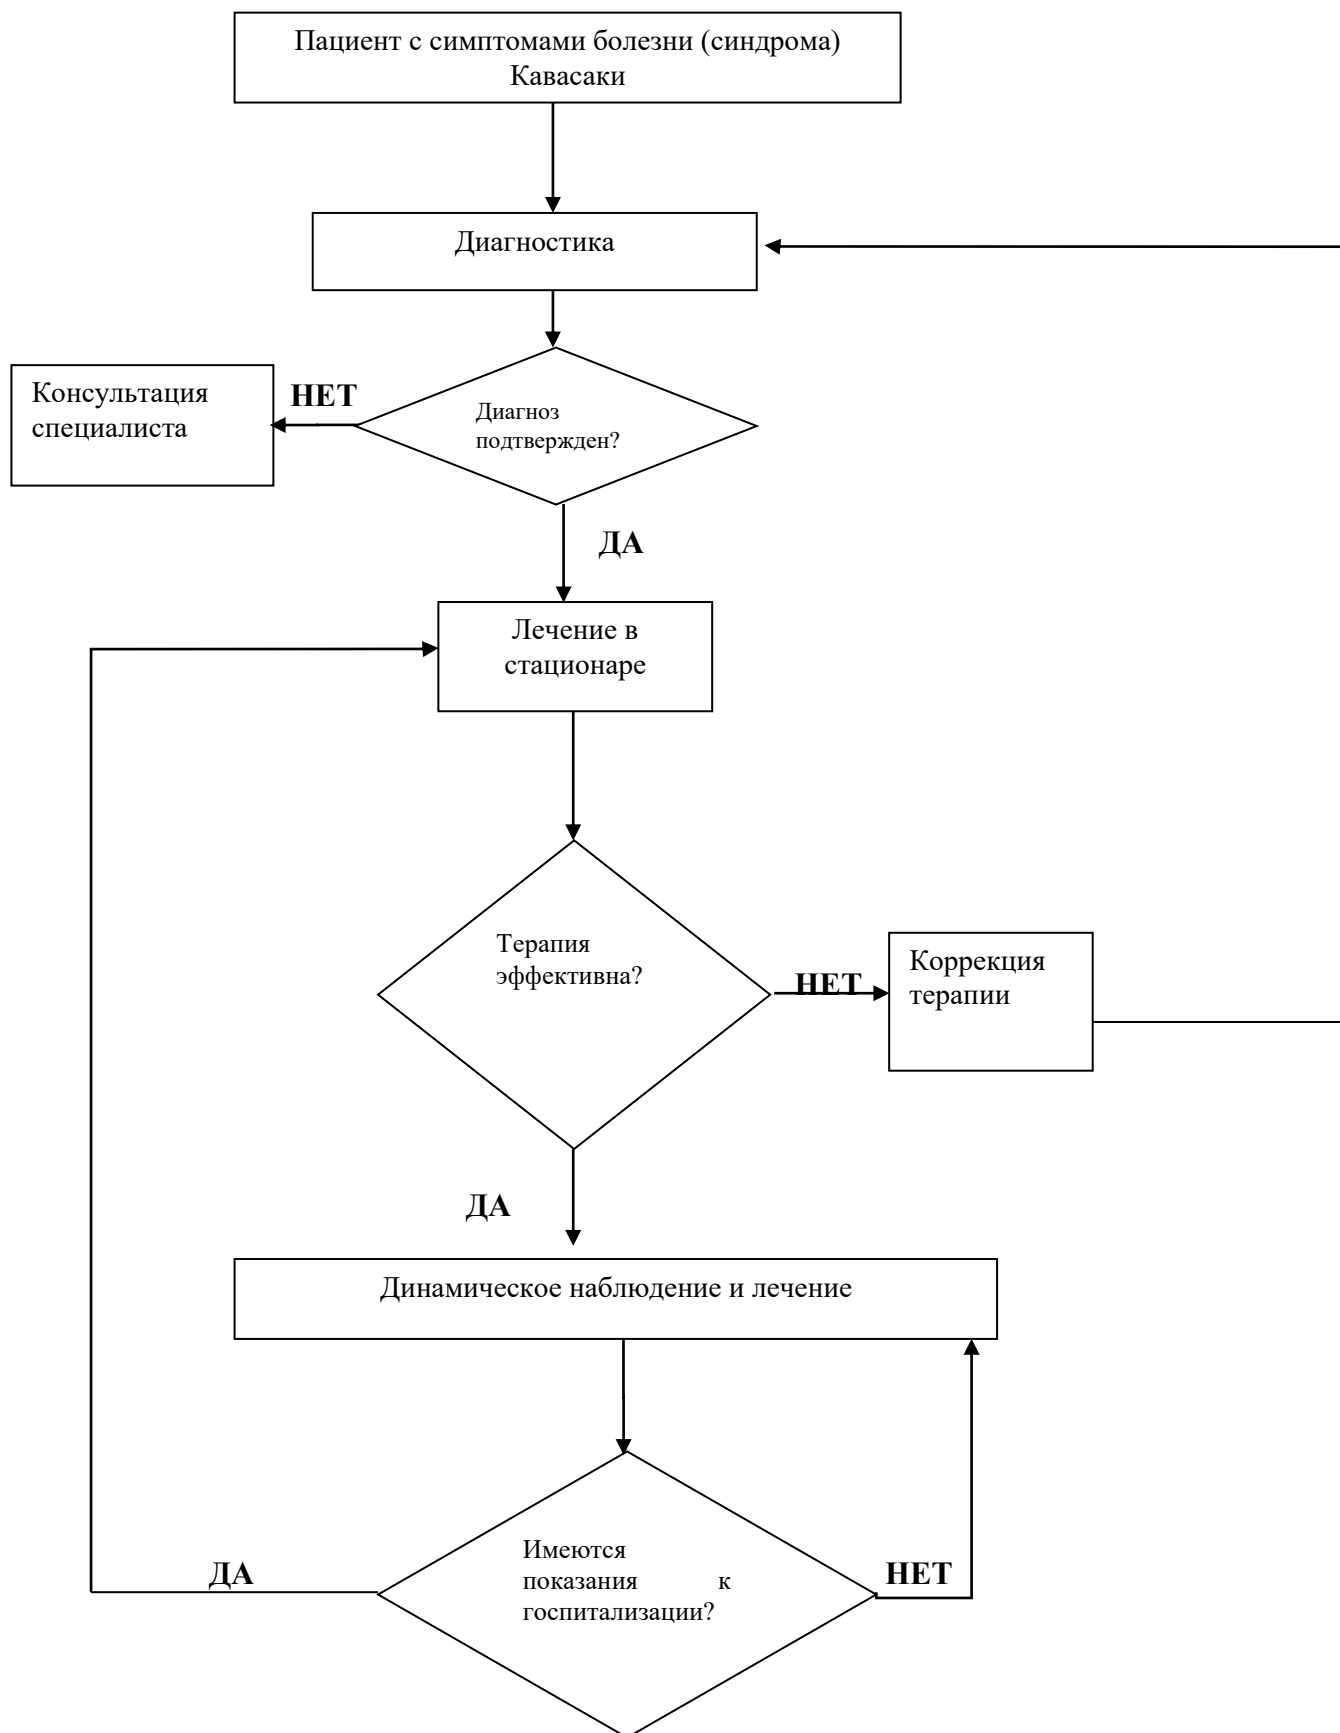 Пациент с симптомами болезни (синдрома)
Кавасаки
Диагностика
Консультация
специалиста
НЕТ
Диагноз
подтвержден?
ДА
Лечение в
стационаре
Терапия
эффективна?
НЕТ
Коррекция
терапии
ДА
Динамическое наблюдение и лечение
Имеются
показания к
госпитализации?
ДА
НЕТ